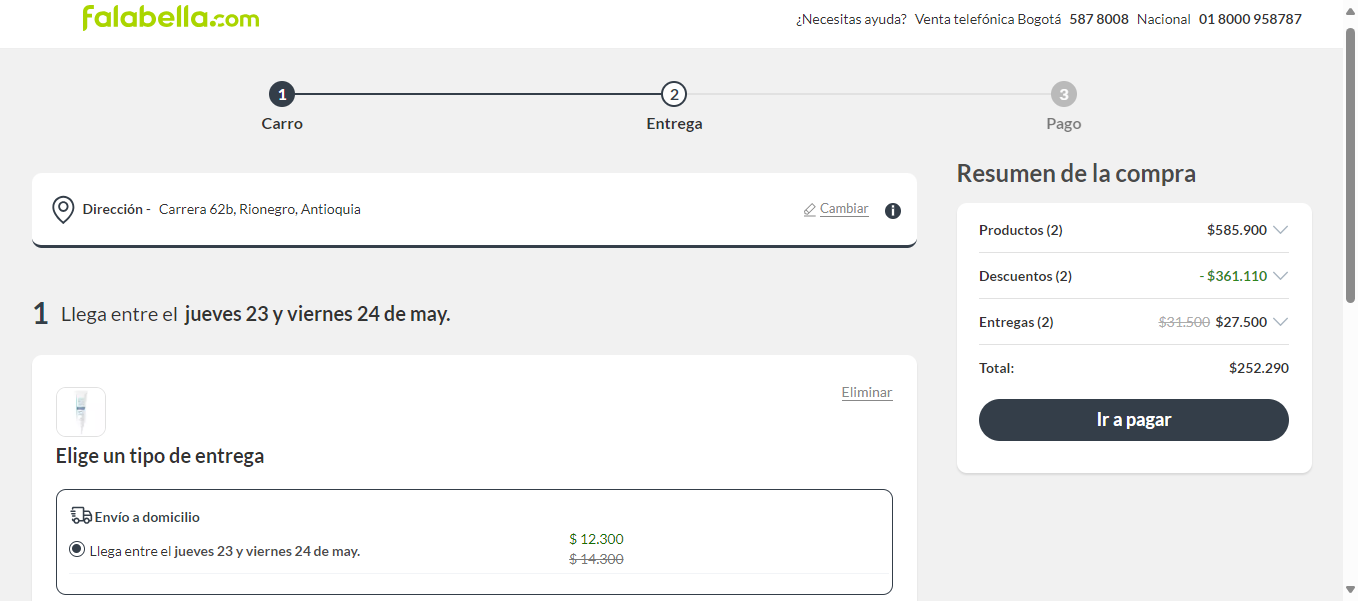 falabella.com
¿Necesitas ayuda? Venta telefónica Bogotá 587 8008 Nacional 01 8000 958787
1
2
3
Carro
Entrega
Pago
Dirección - Carrera 62b, Rionegro, Antioquia
Cambiar
1 Llega entre el jueves 23 y viernes 24 de may.
Eliminar
Elige un tipo de entrega
Envío a domicilio
Llega entre el jueves 23 y viernes 24 de may.
$ 12.300
$ 14.300
Resumen de la compra
Productos (2) $585.900
Descuentos (2) - $361.110
Entregas (2) $31.500 $27.500
Total: $252.290
Ir a pagar